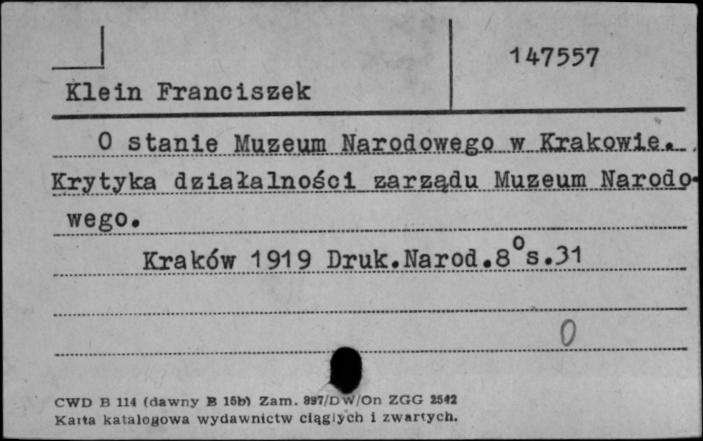 147557
Klein Franciszek
O stanie Muzeum Narodowego w Krakowie.
Krytyka działalności zarządu Muzeum Narodo-
wego.
Kraków 1919 Druk.Narod.8°s.31
0
CWD B 114 (dawny B 15b) Zam. 897/DW/On ZGG 2542
Karta katalogowa wydawnictw ciągłych i zwartych.